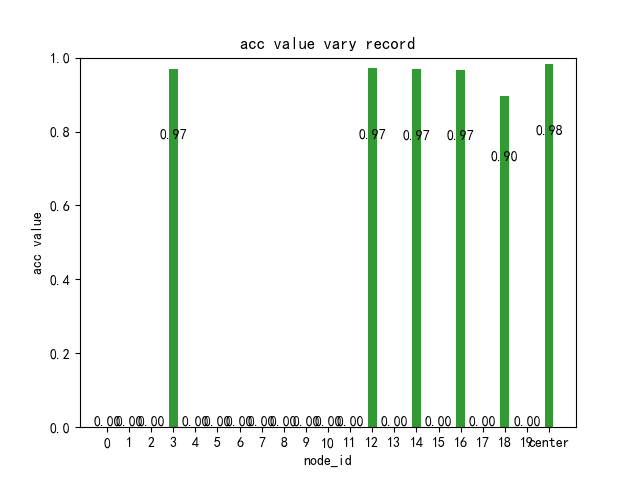 acc value vary record
acc value
1.0
0.8
0.6
0.4
0.2
0.0
0.00 0.00 0.00 0.97 0.00 0.00 0.00 0.00 0.00 0.00 0.00 0.00 0.97 0.00 0.97 0.00 0.97 0.00 0.90 0.00 0.98
0 1 2 3 4 5 6 7 8 9 10 11 12 13 14 15 16 17 18 19 center
node_id